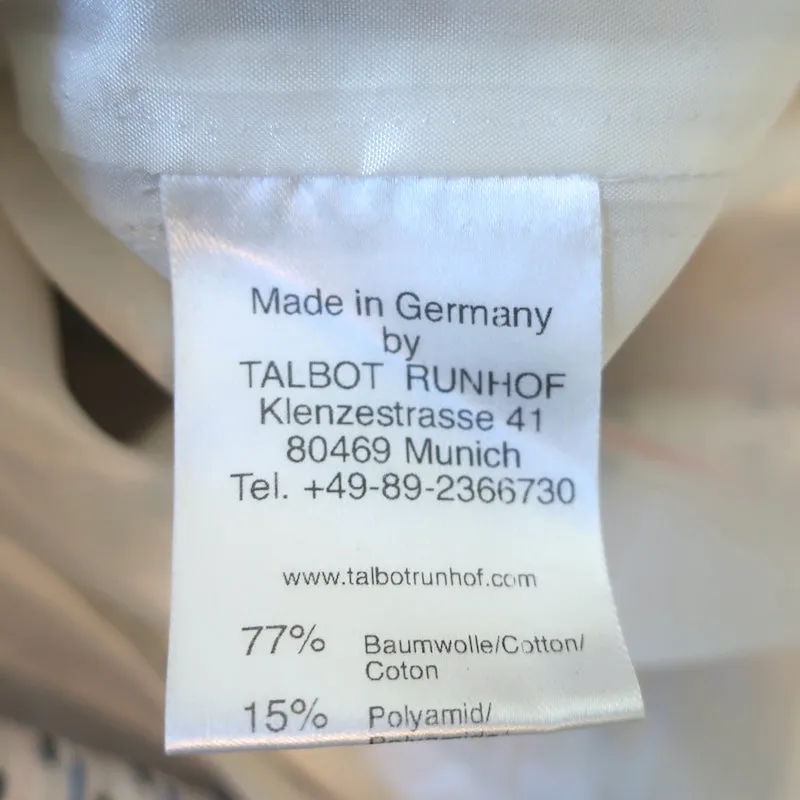 Made in Germany
by
TALBOT RUNHOF
Klenzestrasse 41
80469 Munich
Tel. +49-89-2366730
www.talbotrunhof.com
77% Baumwolle/Cotton/
Coton
15% Polyamid/